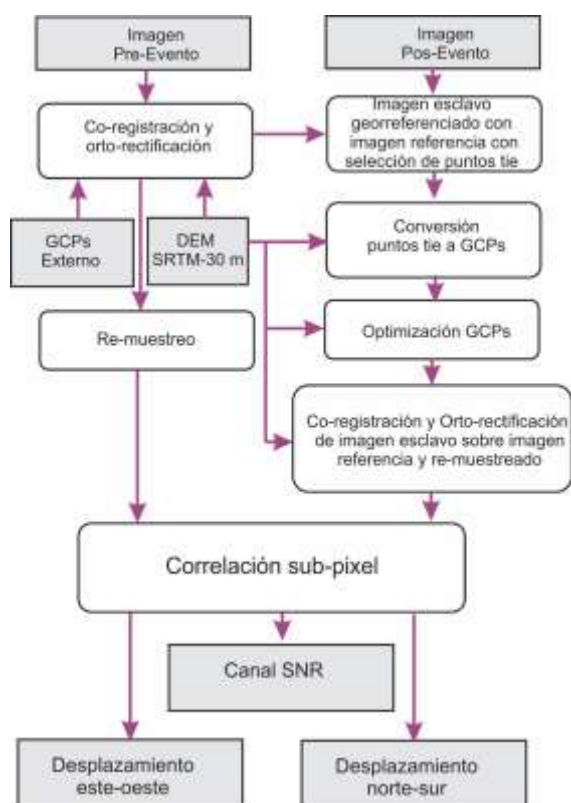 Imagen
Pre-Evento
Imagen
Pos-Evento
Co-registración y
orto-rectificación
Imagen esclavo
georreferenciado con
imagen referencia con
selección de puntos tie
GCPs
Externo
DEM
SRTM-30 m
Conversión
puntos tie a GCPs
Re-muestreo
Optimización GCPs
Co-registración y Orto-rectificación
de imagen esclavo sobre imagen
referencia y re-muestreado
Correlación sub-pixel
Canal SNR
Desplazamiento
este-oeste
Desplazamiento
norte-sur